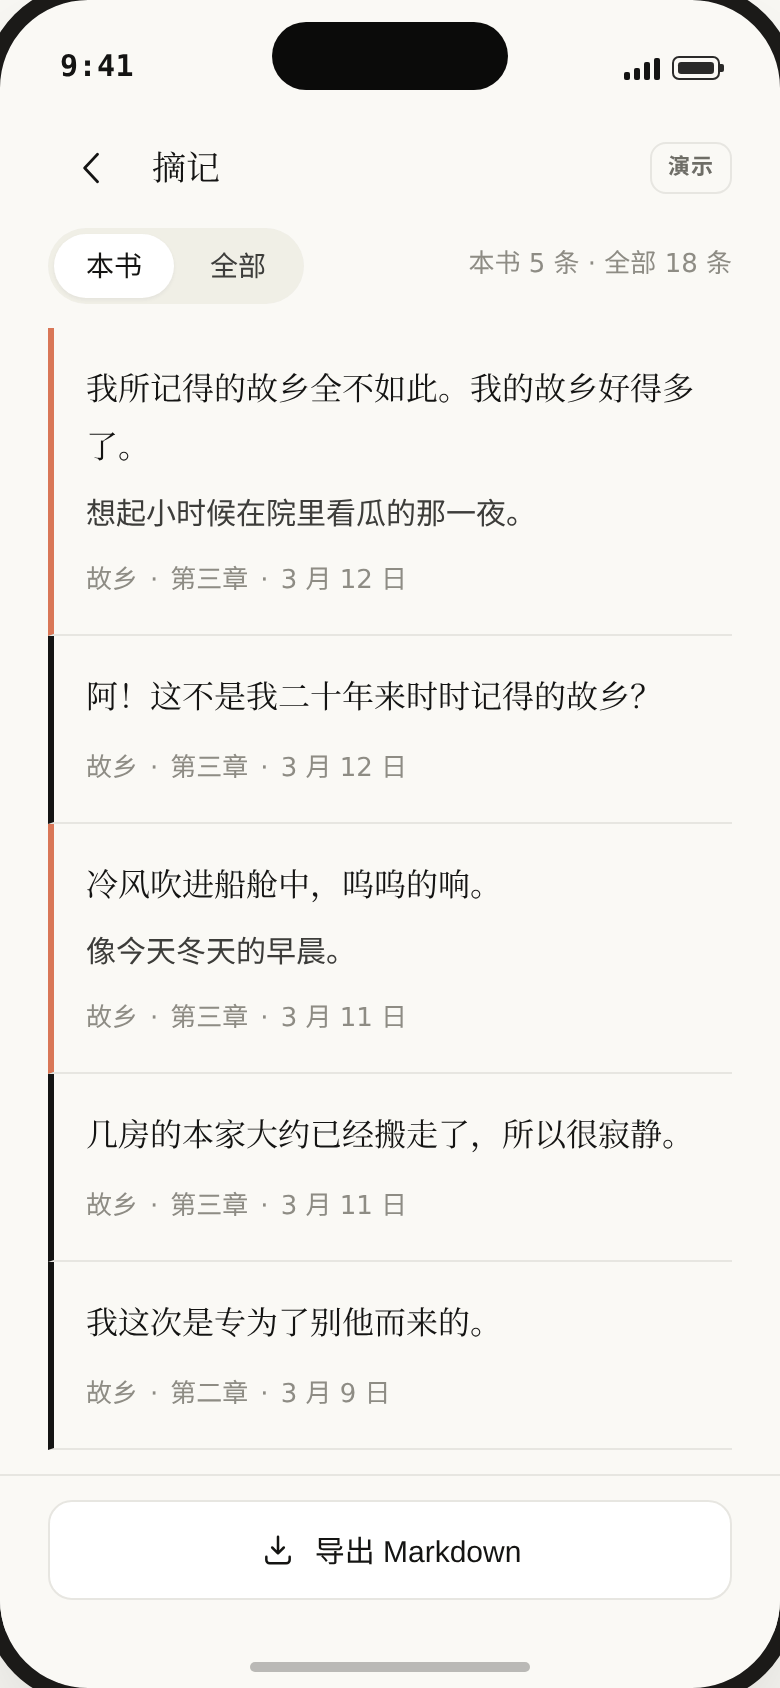 9:41
摘记
演示
本书
全部
本书 5 条 · 全部 18 条
我所记得的故乡全不如此。我的故乡好得多
了。
想起小时候在院里看瓜的那一夜。
故乡 · 第三章 · 3 月 12 日
阿！这不是我二十年来时时记得的故乡？
故乡 · 第三章 · 3 月 12 日
冷风吹进船舱中，呜呜的响。
像今天冬天的早晨。
故乡 · 第三章 · 3 月 11 日
几房的本家大约已经搬走了，所以很寂静。
故乡 · 第三章 · 3 月 11 日
我这次是专为了别他而来的。
故乡 · 第二章 · 3 月 9 日
导出 Markdown